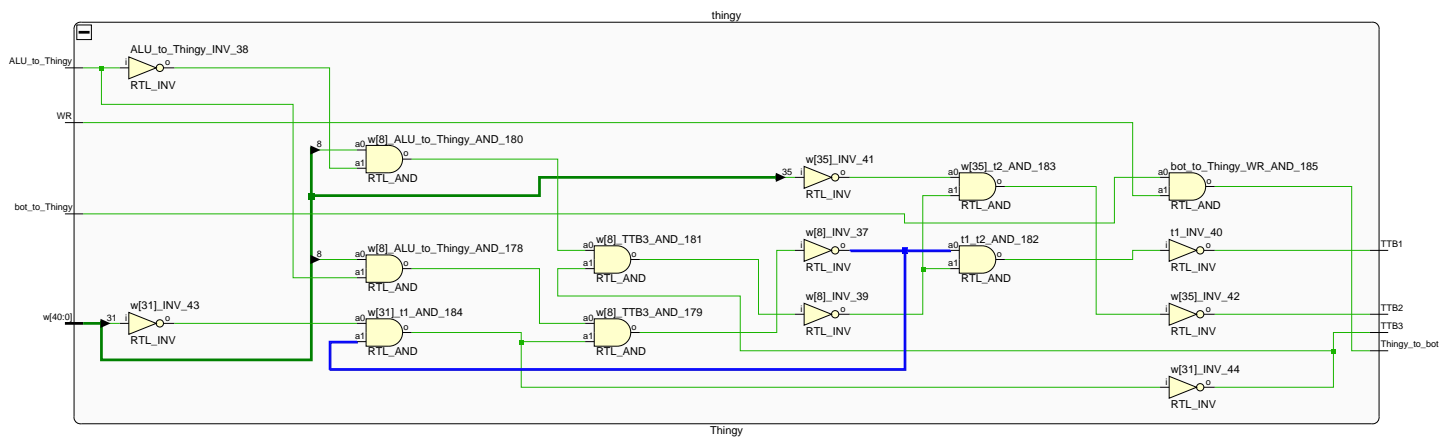 thingy
ALU_to_Thingy_INV_38
ALU_to_Thingy
i
o
RTL_INV
WR
w[8]_ALU_to_Thingy_AND_180
8
a0
a1
o
RTL_AND
w[35]_INV_41
35
i
o
RTL_INV
w[35]_t2_AND_183
a0
a1
o
RTL_AND
bot_to_Thingy_WR_AND_185
a0
a1
o
RTL_AND
bot_to_Thingy
w[8]_ALU_to_Thingy_AND_178
8
a0
a1
o
RTL_AND
w[8]_TTB3_AND_181
a0
a1
o
RTL_AND
w[8]_INV_37
i
o
RTL_INV
t1_t2_AND_182
a0
a1
o
RTL_AND
t1_INV_40
i
o
RTL_INV
TTB1
w[40:0]
w[31]_INV_43
31
i
o
RTL_INV
w[31]_t1_AND_184
a0
a1
o
RTL_AND
w[8]_TTB3_AND_179
a0
a1
o
RTL_AND
w[8]_INV_39
i
o
RTL_INV
w[35]_INV_42
i
o
RTL_INV
TTB2
TTB3
Thingy_to_bot
w[31]_INV_44
i
o
RTL_INV
Thingy